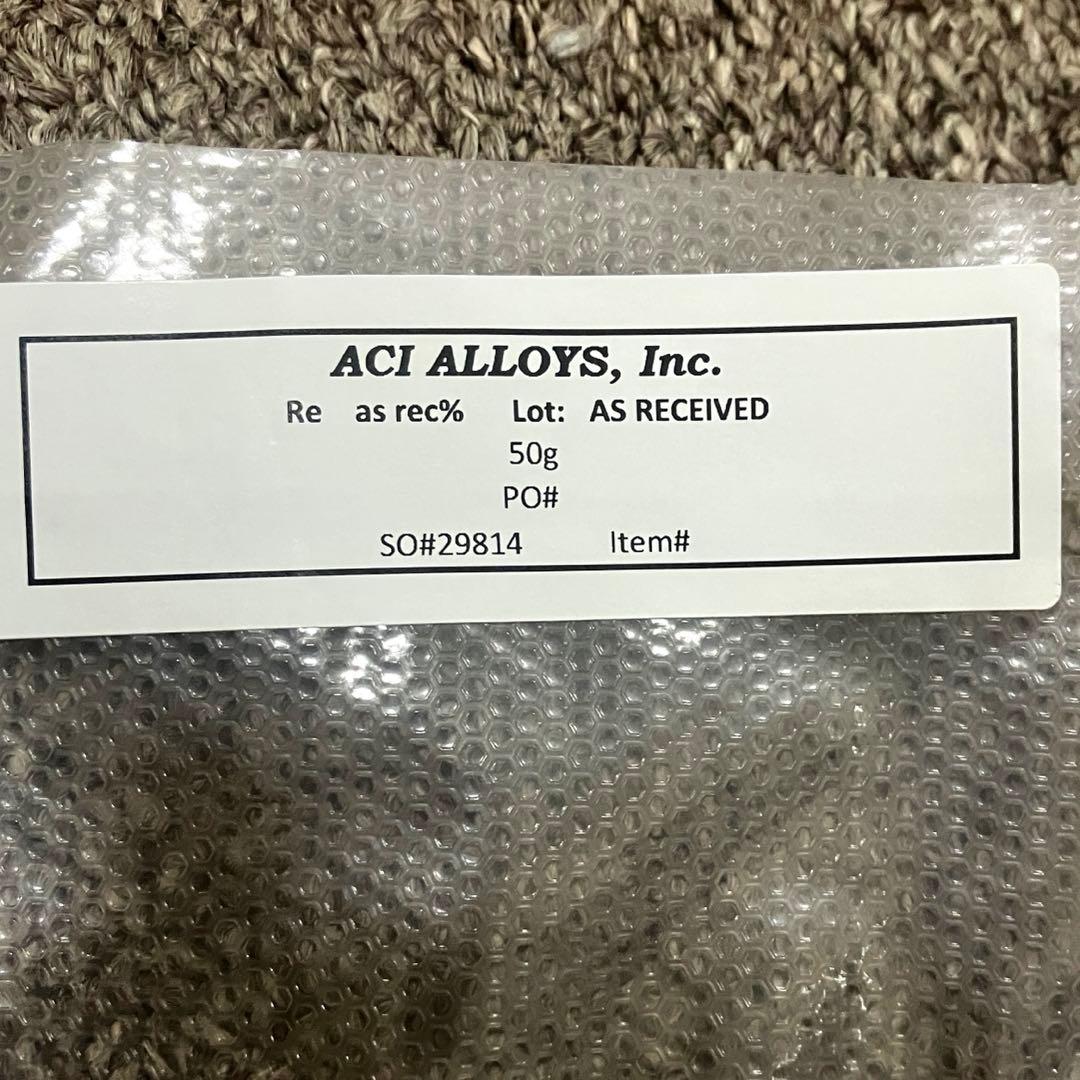 ACI ALLOYS, Inc.
Re as rec% Lot: AS RECEIVED
50g
PO#
SO#29814 Item#